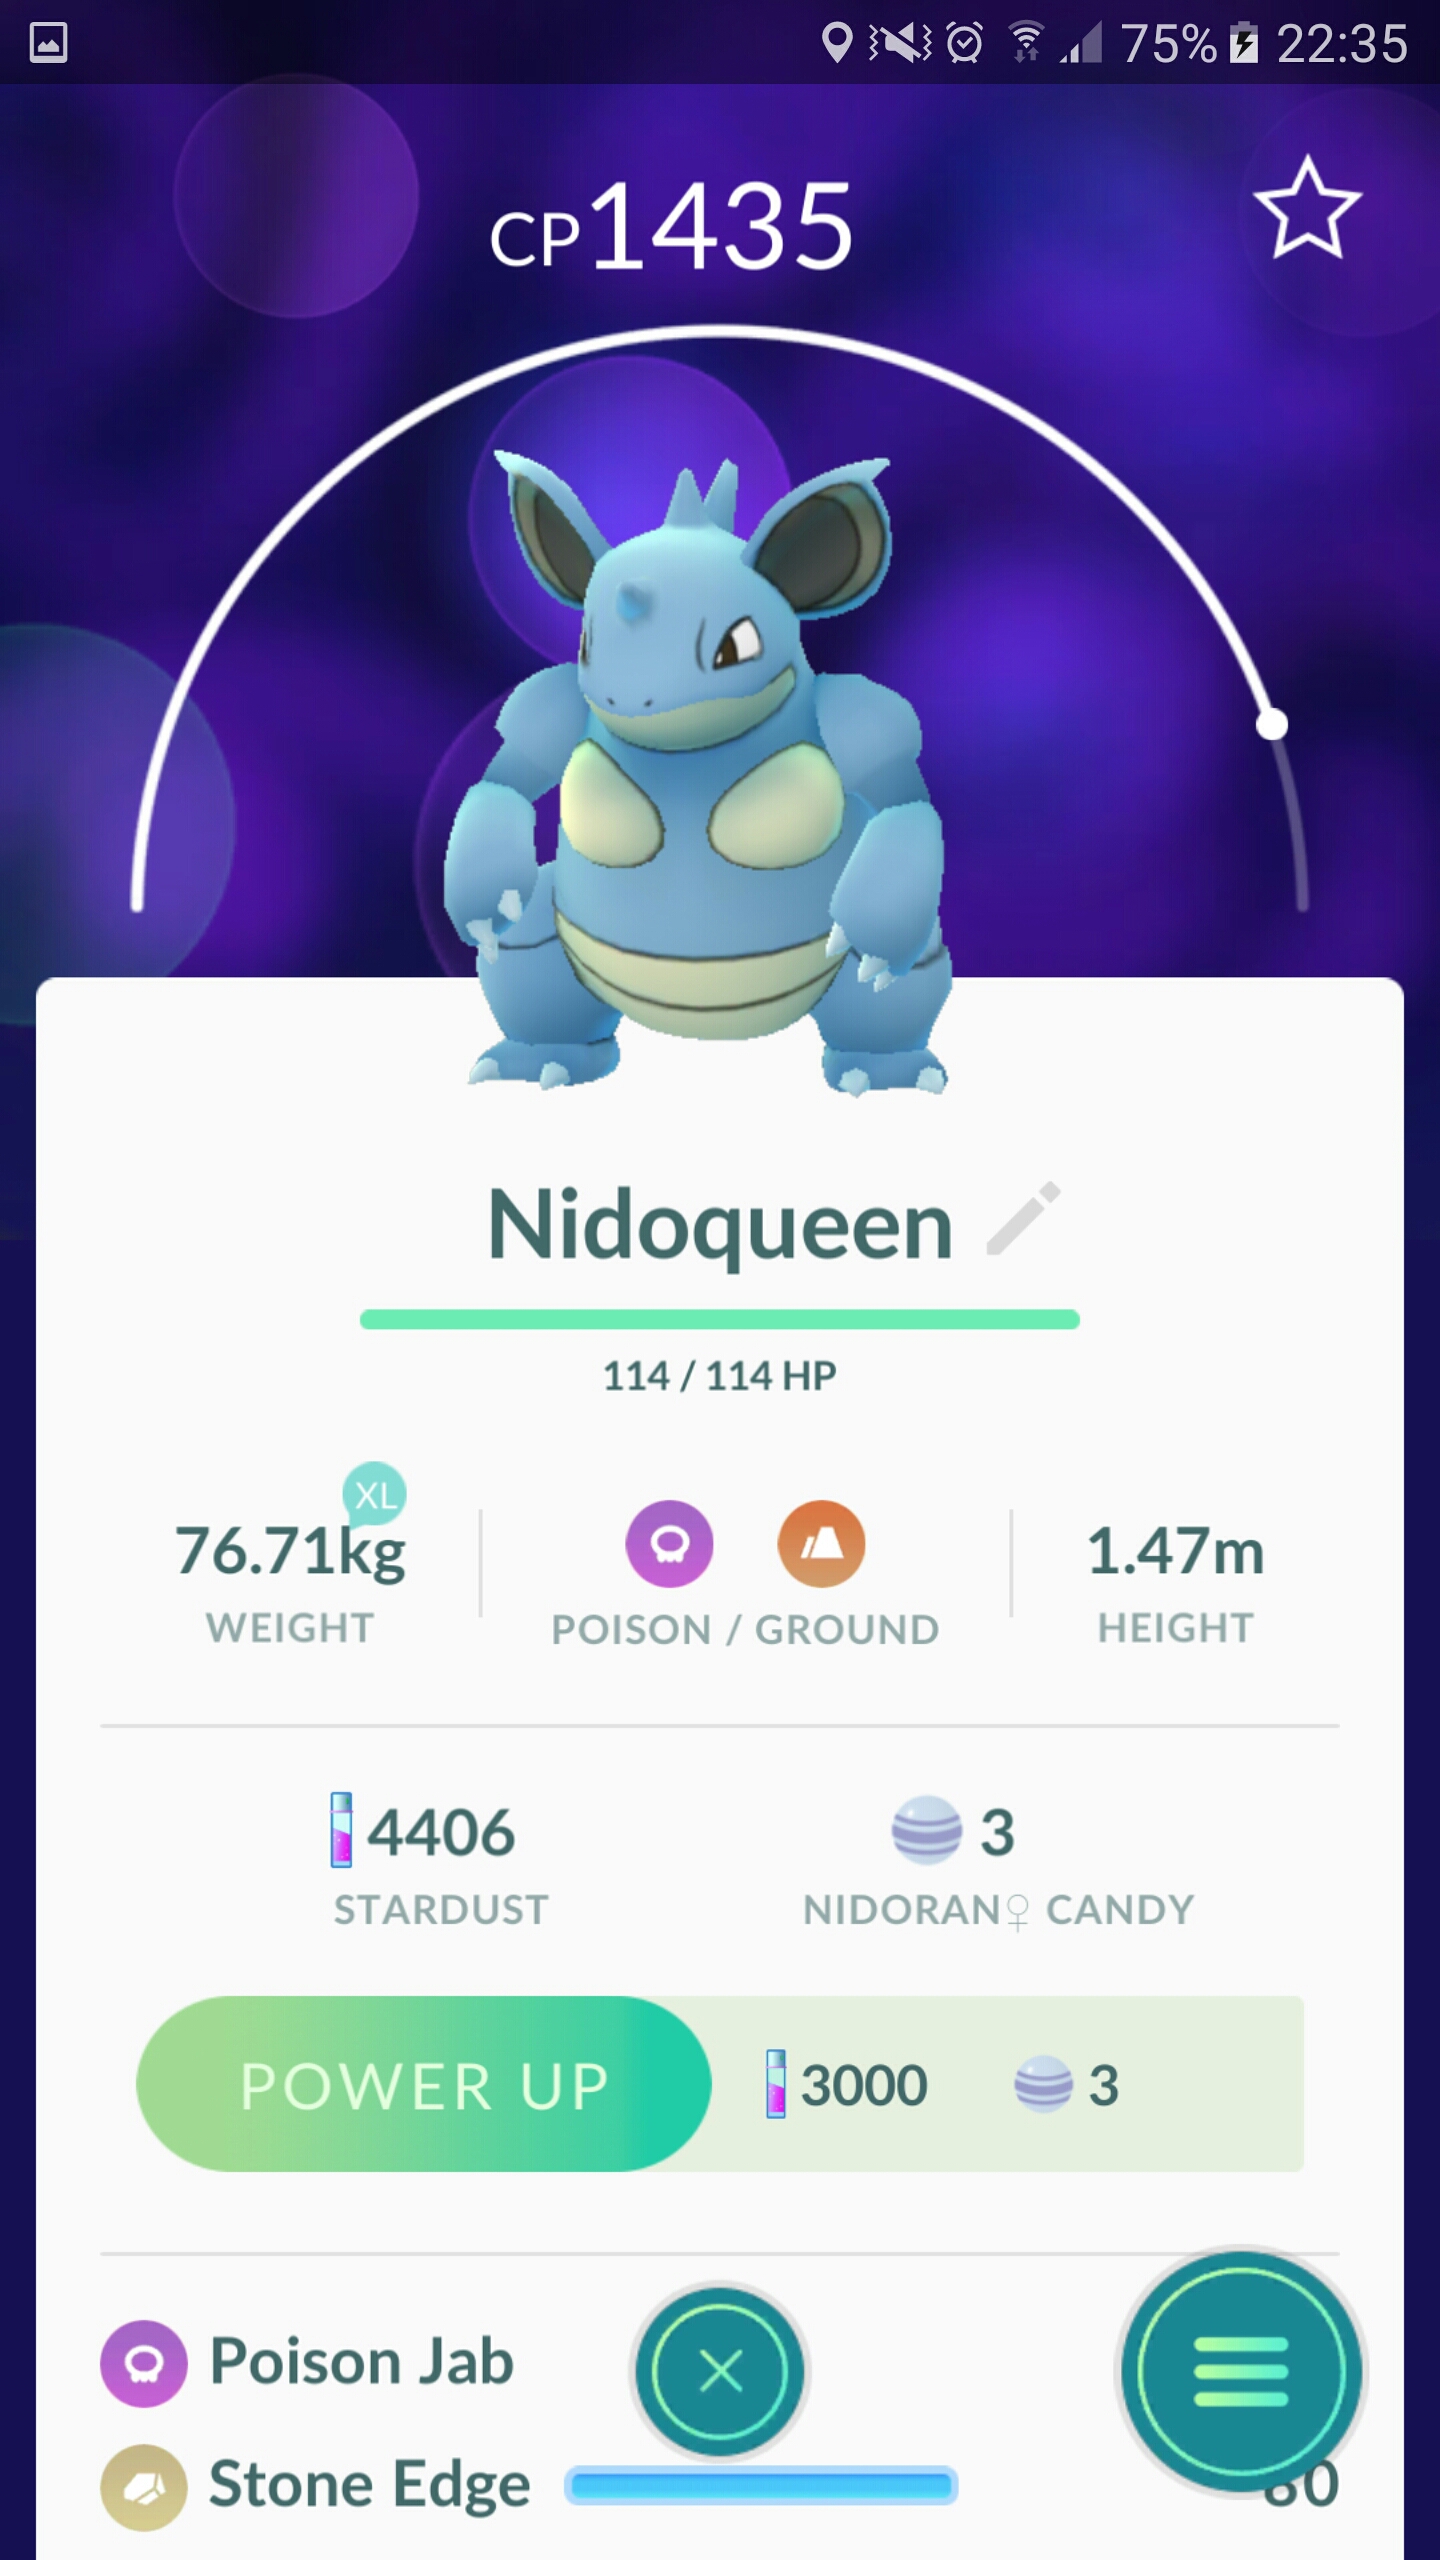 75% 22:35
CP1435
Nidoqueen
114 / 114 HP
XL
76.71kg
WEIGHT
POISON / GROUND
1.47m
HEIGHT
4406
STARDUST
3
NIDORAN♀ CANDY
POWER UP
3000
3
Poison Jab
Stone Edge